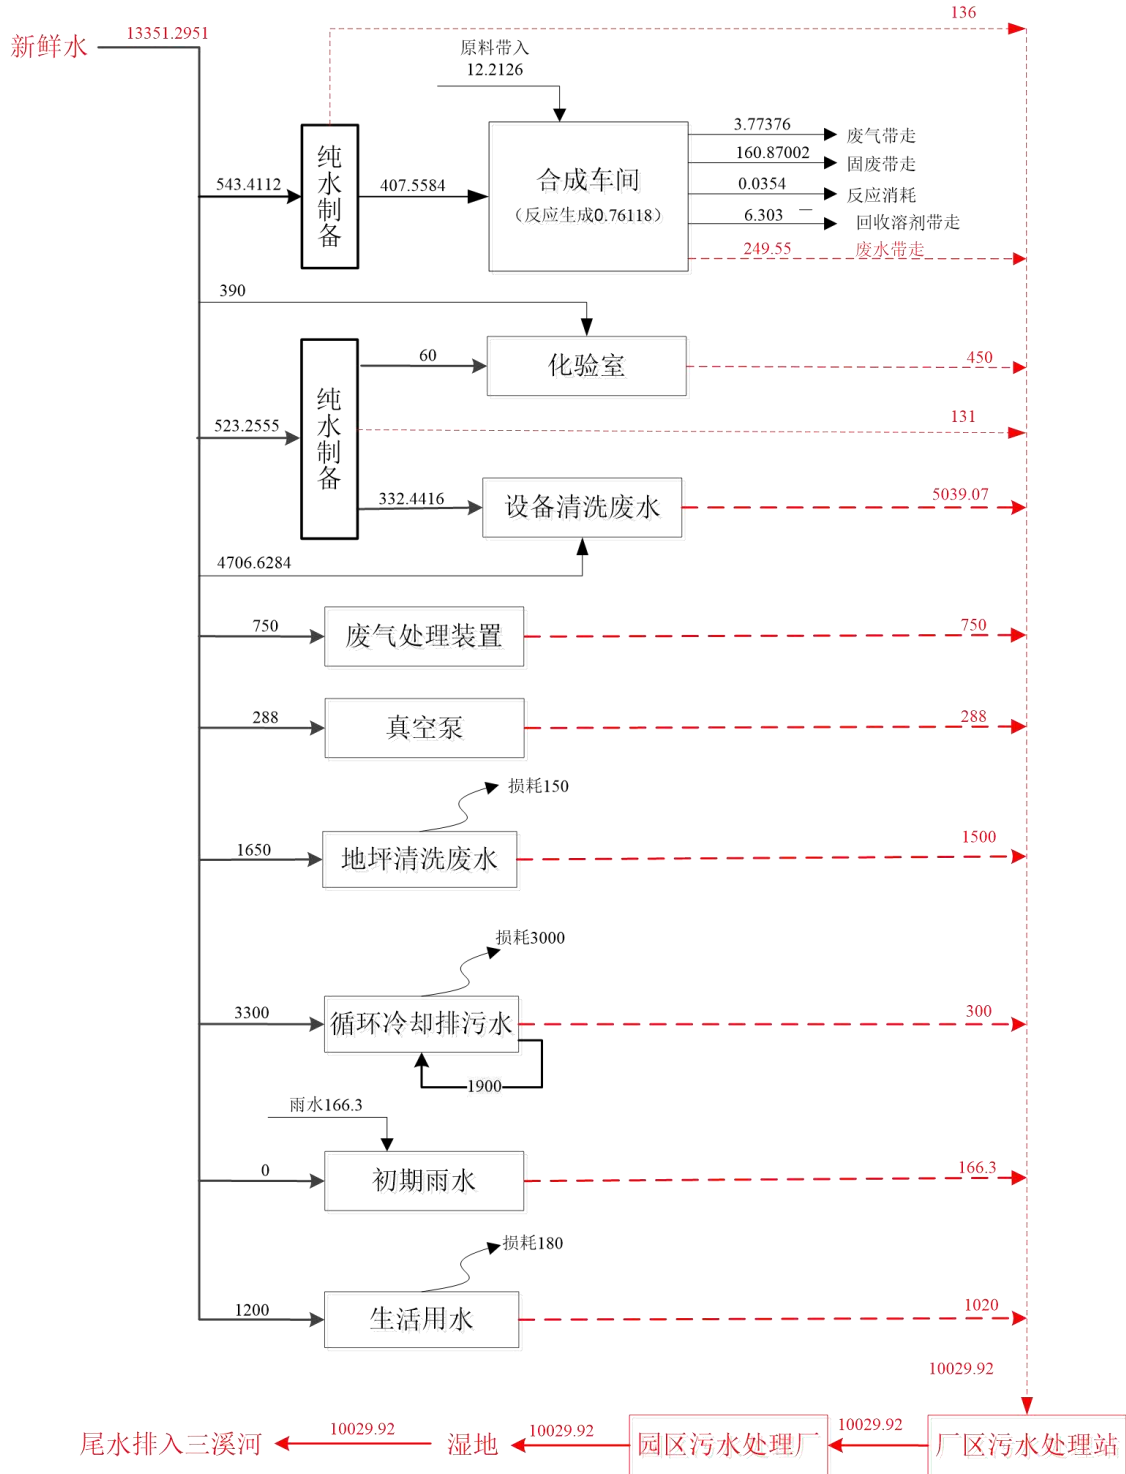 136
13351.2951
新鲜水
原料带入
12.2126
纯水制备
543.4112
407.5584
合成车间
（反应生成0.76118）
3.77376
废气带走
160.87002
固废带走
0.0354
反应消耗
6.303
回收溶剂带走
249.55
废水带走
390
60
化验室
450
纯水制备
523.2555
131
332.4416
设备清洗废水
5039.07
4706.6284
750
废气处理装置
750
288
真空泵
288
损耗150
1650
地坪清洗废水
1500
损耗3000
3300
循环冷却排污水
300
1900
雨水166.3
0
初期雨水
166.3
损耗180
1200
生活用水
1020
10029.92
尾水排入三溪河
10029.92
湿地
10029.92
园区污水处理厂
10029.92
厂区污水处理站